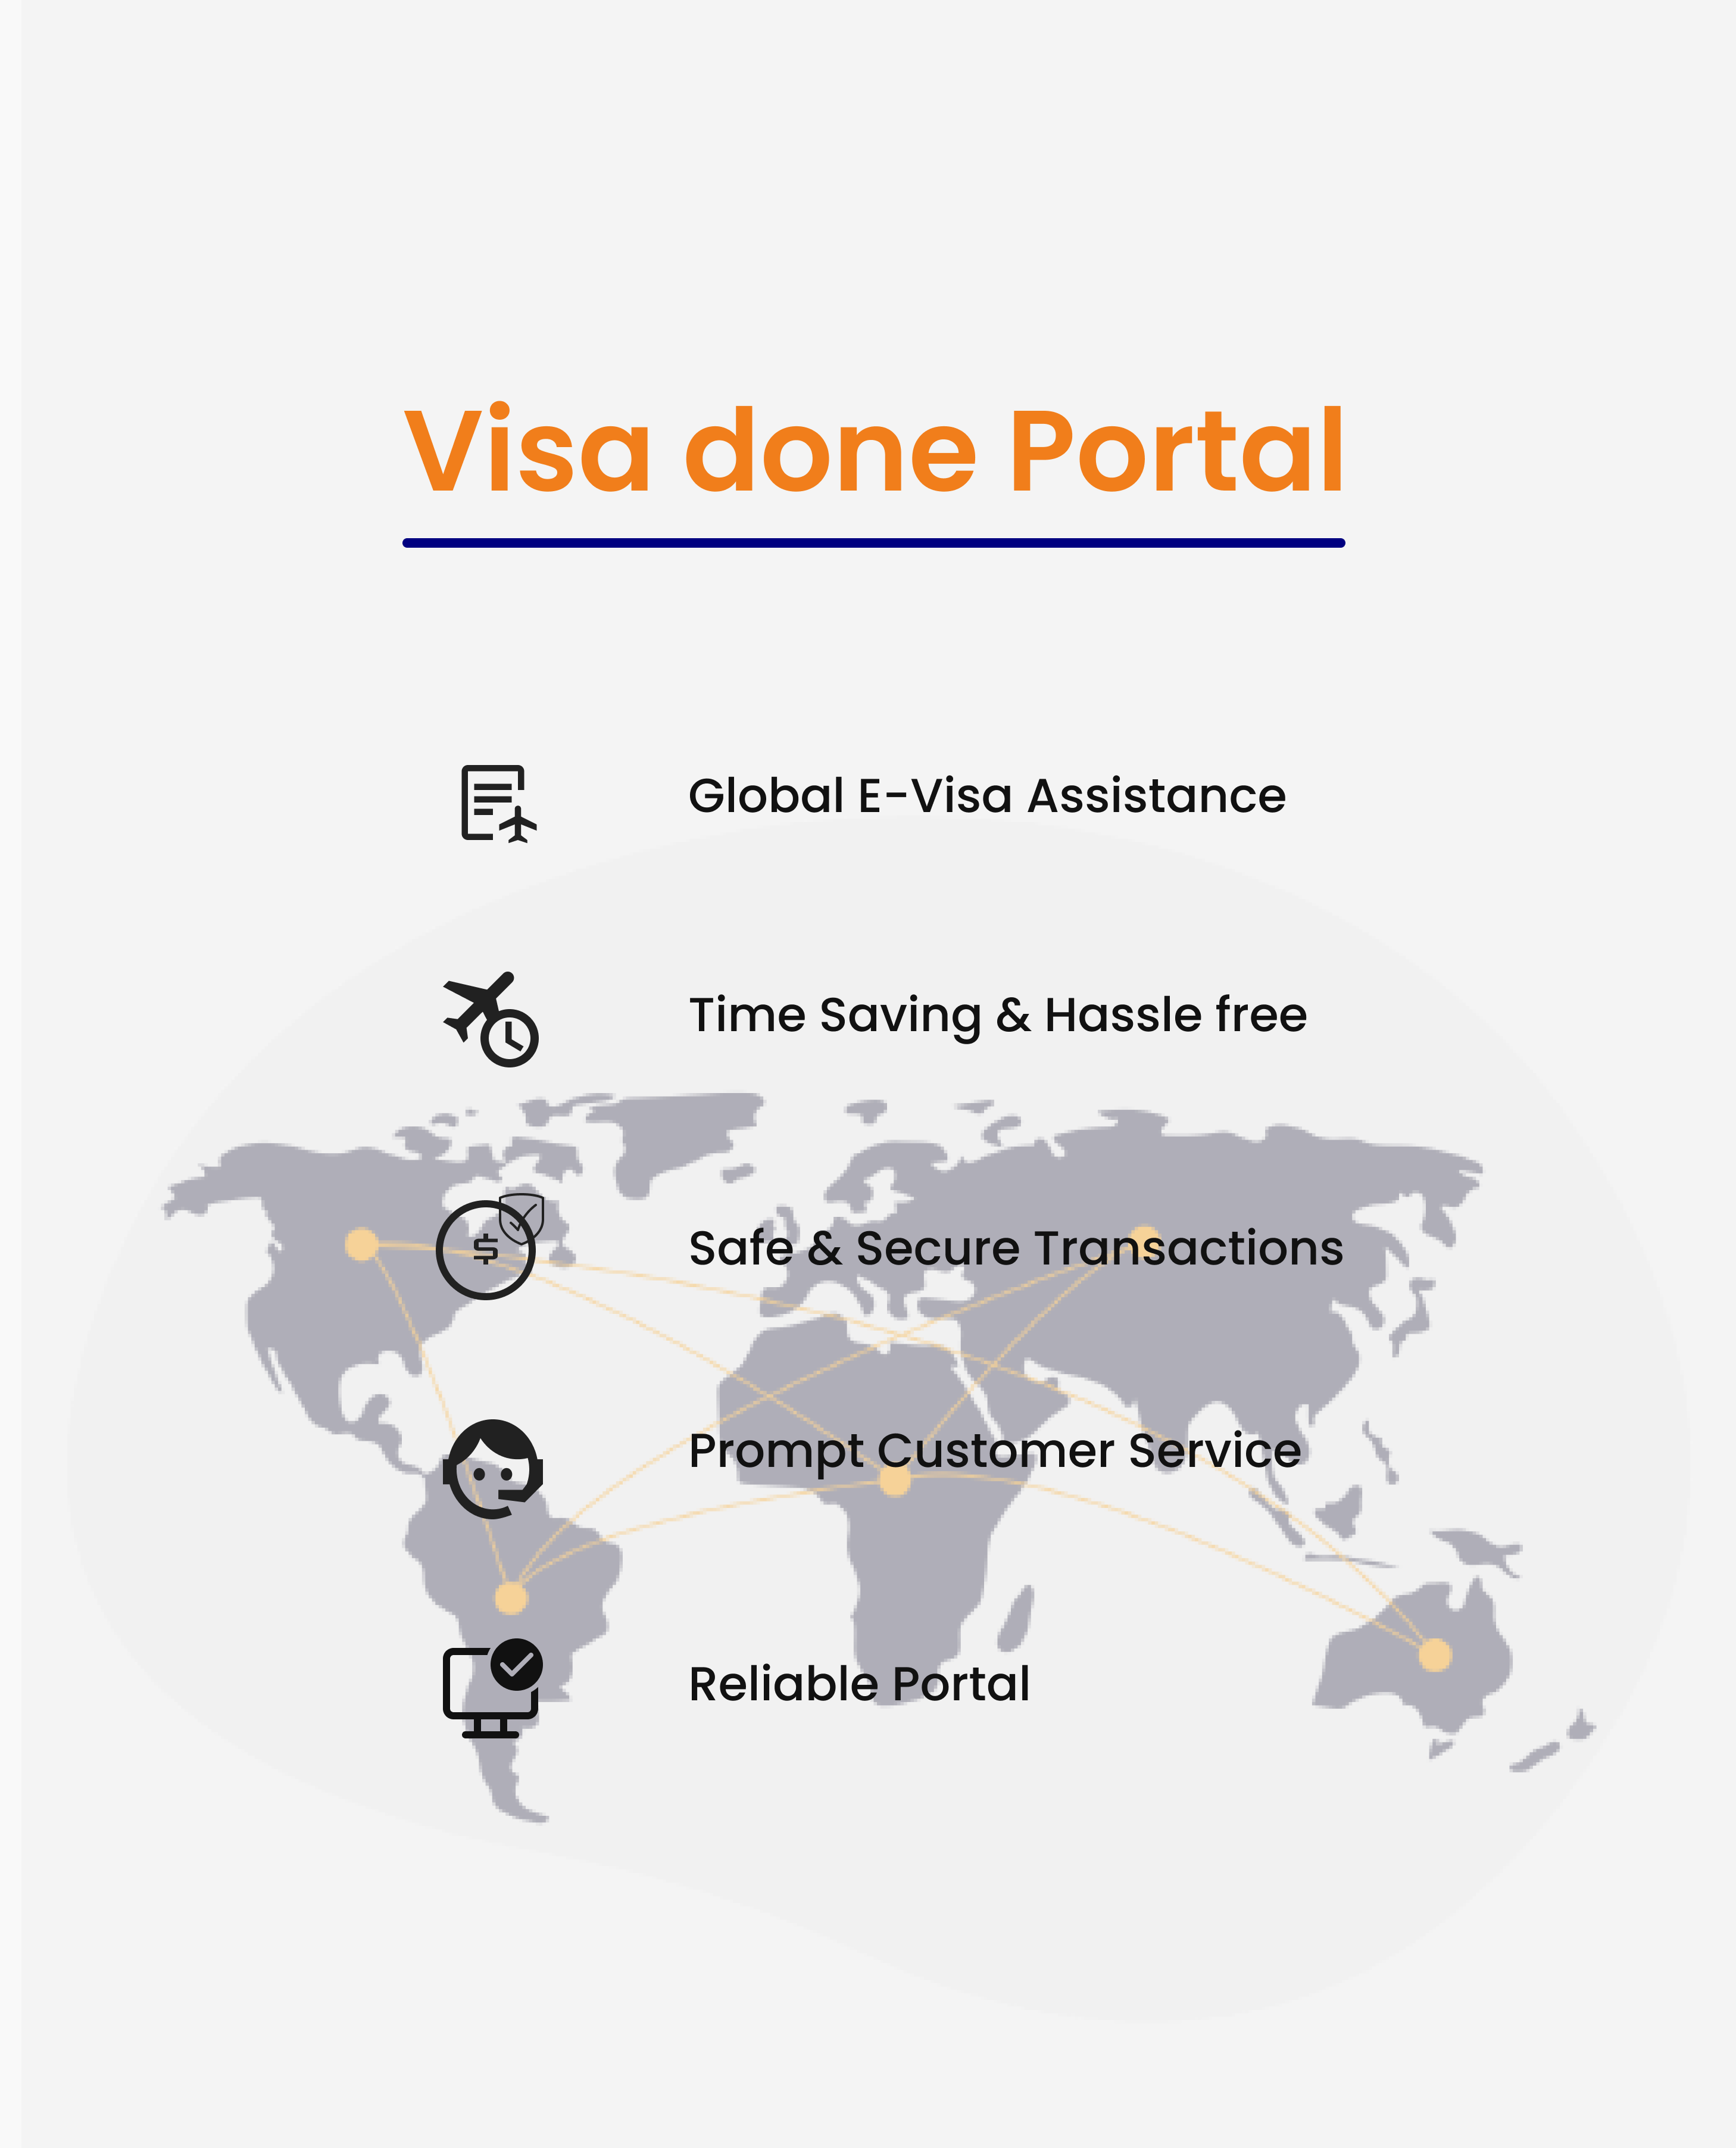 Visa done Portal
Global E-Visa Assistance
Time Saving & Hassle free
Safe & Secure Transactions
$
Prompt Customer Service
Reliable Portal